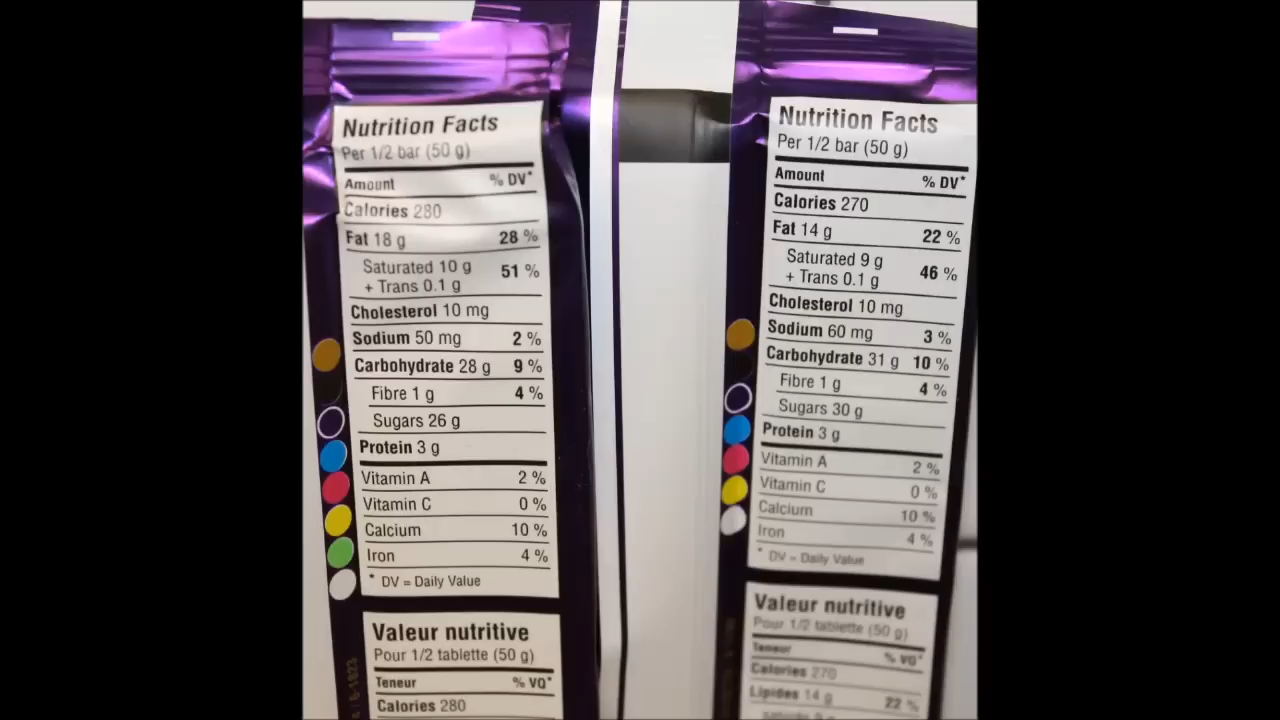 Nutrition Facts
Per 1/2 bar (50 g)
Amount % DV*
Calories 280
Fat 18 g 28 %
Saturated 10 g
+ Trans 0.1 g 51 %
Cholesterol 10 mg
Sodium 50 mg 2 %
Carbohydrate 28 g 9 %
Fibre 1 g 4 %
Sugars 26 g
Protein 3 g
Vitamin A 2 %
Vitamin C 0 %
Calcium 10 %
Iron 4 %
* DV = Daily Value
Valeur nutritive
Pour 1/2 tablette (50 g)
Teneur % VQ*
Calories 280
Nutrition Facts
Per 1/2 bar (50 g)
Amount % DV*
Calories 270
Fat 14 g 22 %
Saturated 9 g
+ Trans 0.1 g 46 %
Cholesterol 10 mg
Sodium 60 mg 3 %
Carbohydrate 31 g 10 %
Fibre 1 g 4 %
Sugars 30 g
Protein 3 g
Vitamin A 2 %
Vitamin C 0 %
Calcium 10 %
Iron 4 %
* DV = Daily Value
Valeur nutritive
Pour 1/2 tablette (50 g)
Teneur % VQ*
Calories 270
Lipides 14 g 22 %